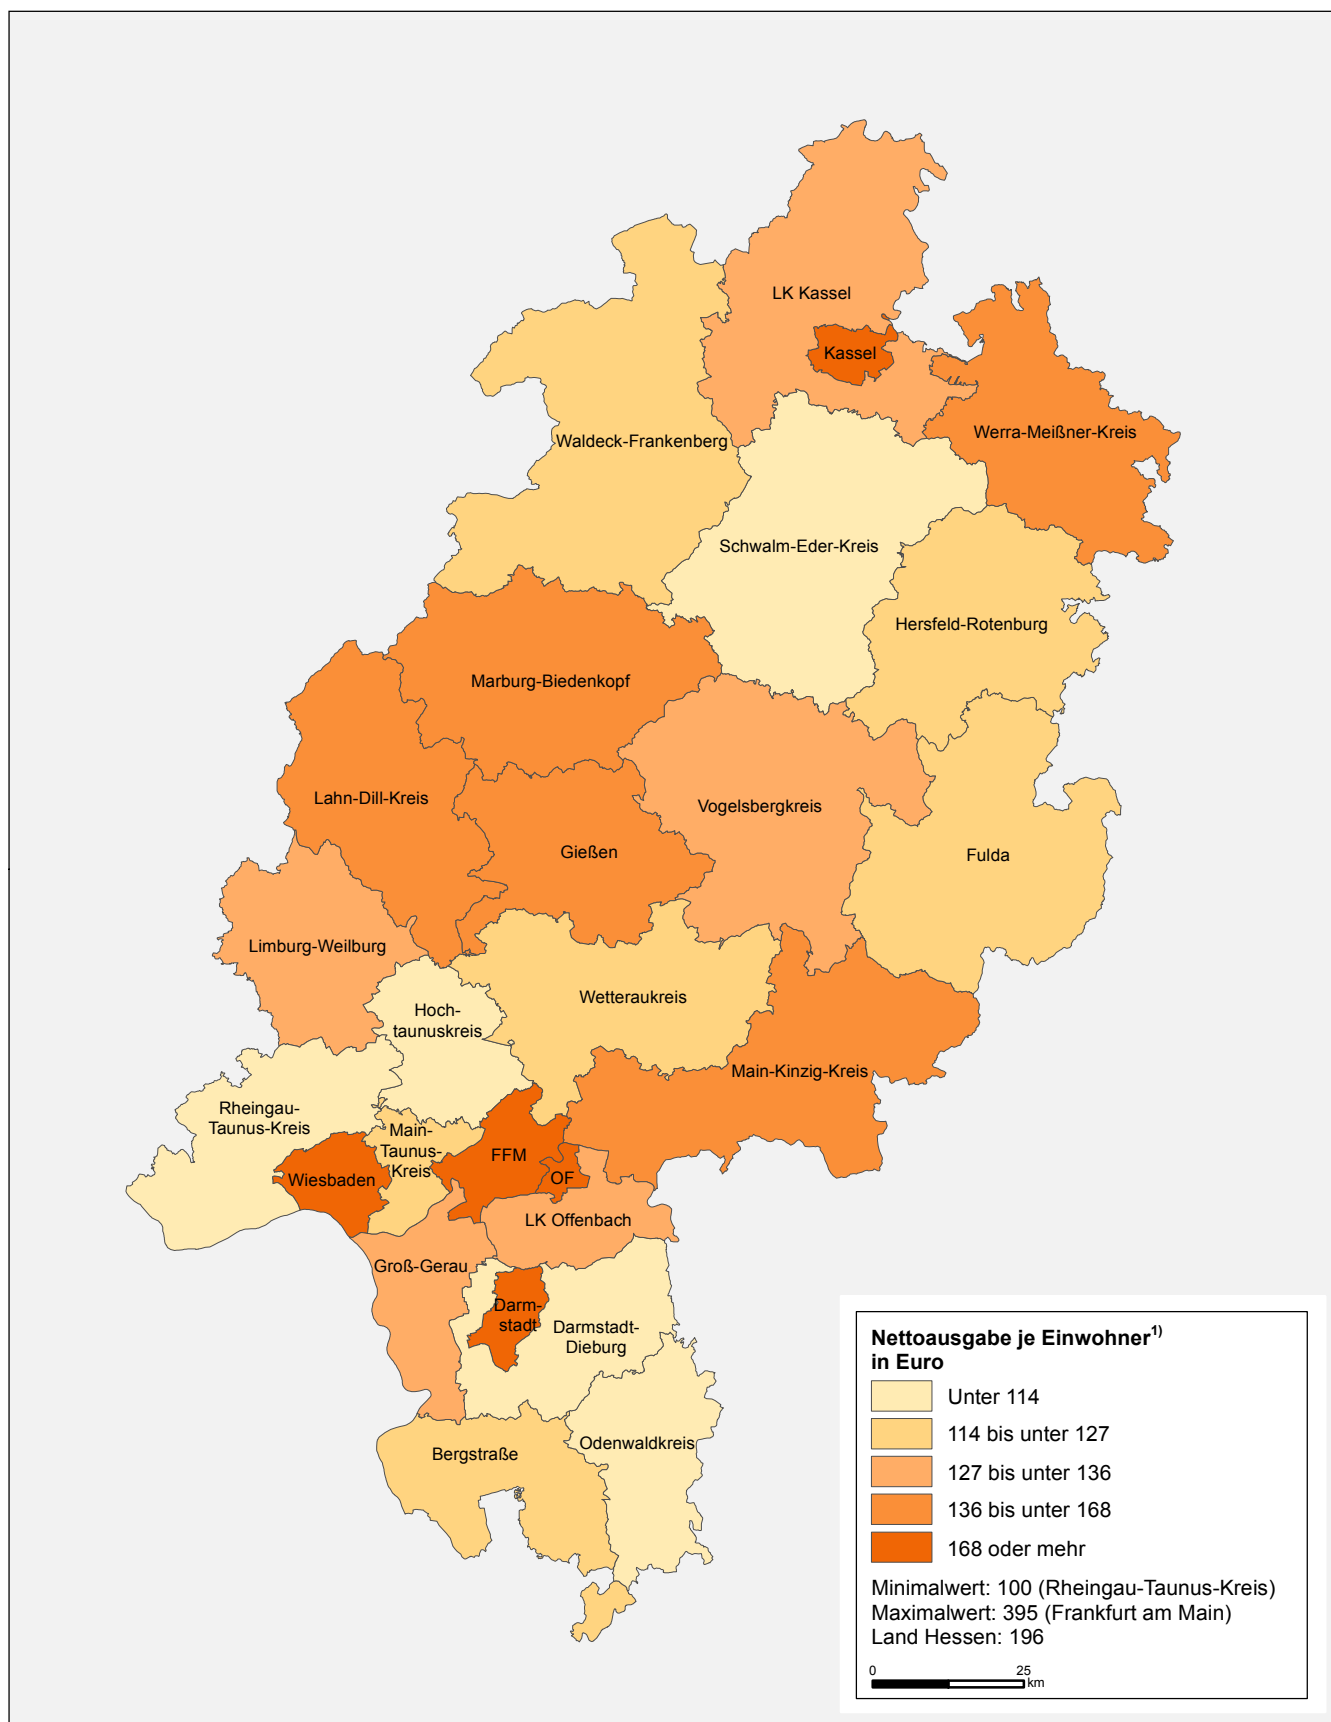 LK Kassel
Kassel
Werra-Meißner-Kreis
Waldeck-Frankenberg
Schwalm-Eder-Kreis
Hersfeld-Rotenburg
Marburg-Biedenkopf
Lahn-Dill-Kreis
Vogelsbergkreis
Gießen
Fulda
Limburg-Weilburg
Wetteraukreis
Hoch-
taunuskreis
Main-Kinzig-Kreis
Rheingau-
Taunus-Kreis
Main-
Taunus-
Kreis
FFM
Wiesbaden
OF
LK Offenbach
Groß-Gerau
Darm-
stadt
Darmstadt-
Dieburg
Odenwaldkreis
Bergstraße
Nettoausgabe je Einwohner1)
in Euro
Unter 114
114 bis unter 127
127 bis unter 136
136 bis unter 168
168 oder mehr
Minimalwert: 100 (Rheingau-Taunus-Kreis)
Maximalwert: 395 (Frankfurt am Main)
Land Hessen: 196
0 25
km